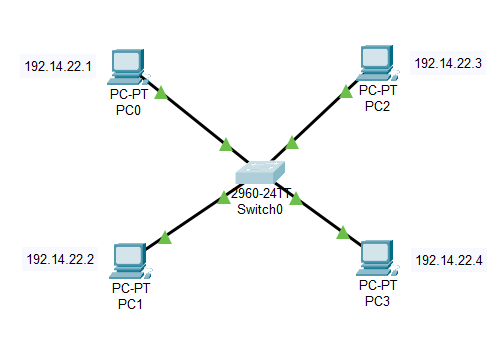 192.14.22.1
PC-PT
PC0
192.14.22.3
PC-PT
PC2
2960-24TT
Switch0
192.14.22.2
PC-PT
PC1
192.14.22.4
PC-PT
PC3